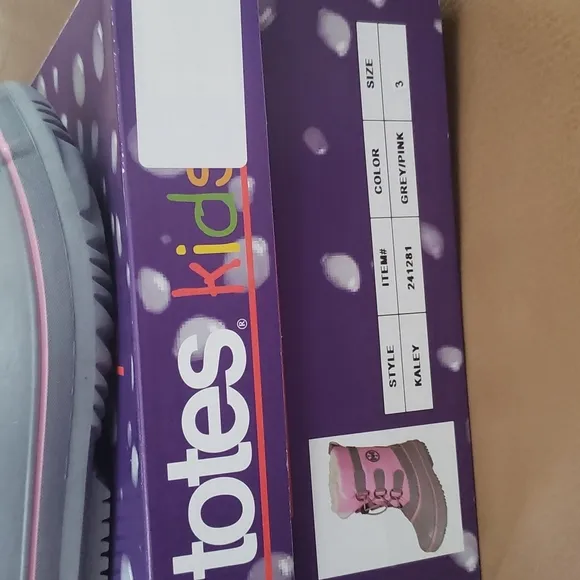 totes® kids
STYLE ITEM# COLOR SIZE
KALEY 241281 GREY/PINK 3